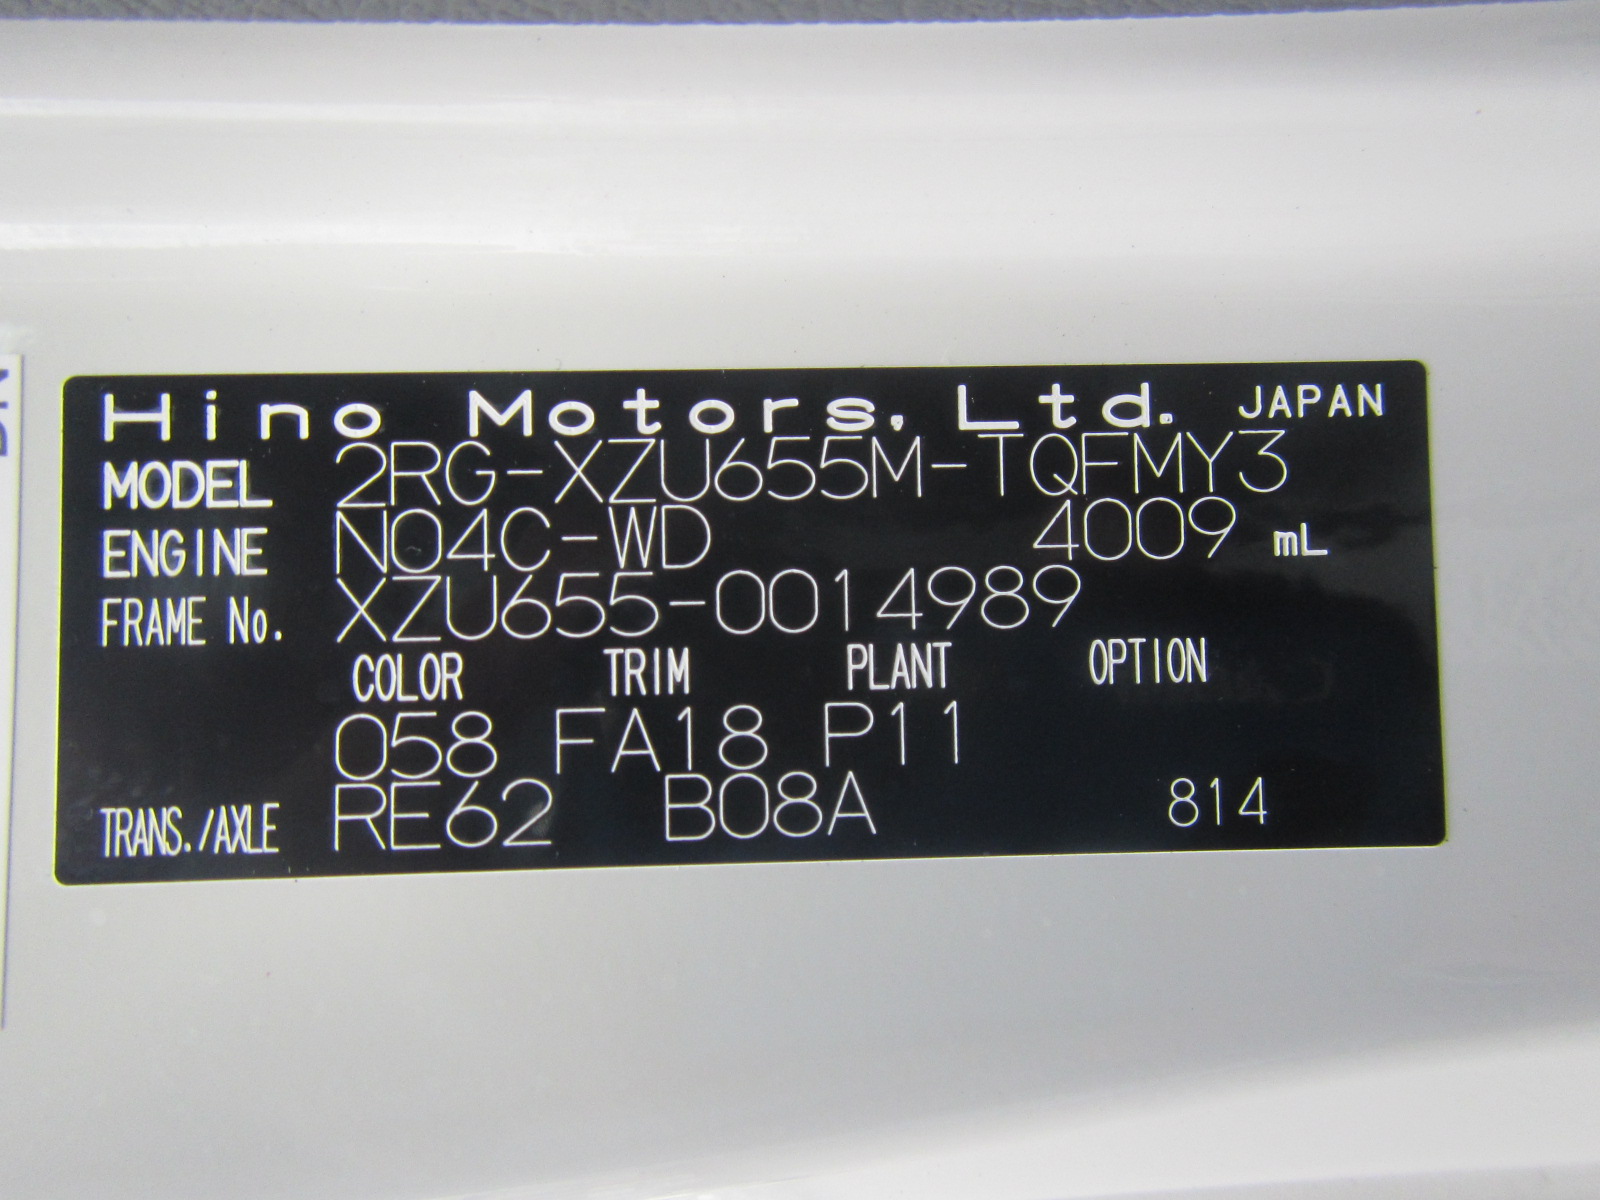 Hino Motors, Ltd. JAPAN
MODEL 2RG-XZU655M-TQFMY3
ENGINE N04C-WD 4009 mL
FRAME No. XZU655-0014989
COLOR TRIM PLANT OPTION
058 FA18 P11
TRANS./AXLE RE62 B08A 814